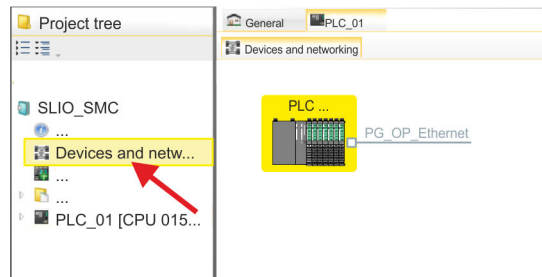 Project tree
SLIO_SMC
...
Devices and netw...
...
...
PLC_01 [CPU 015...
General
PLC_01
Devices and networking
PLC ...
PG_OP_Ethernet